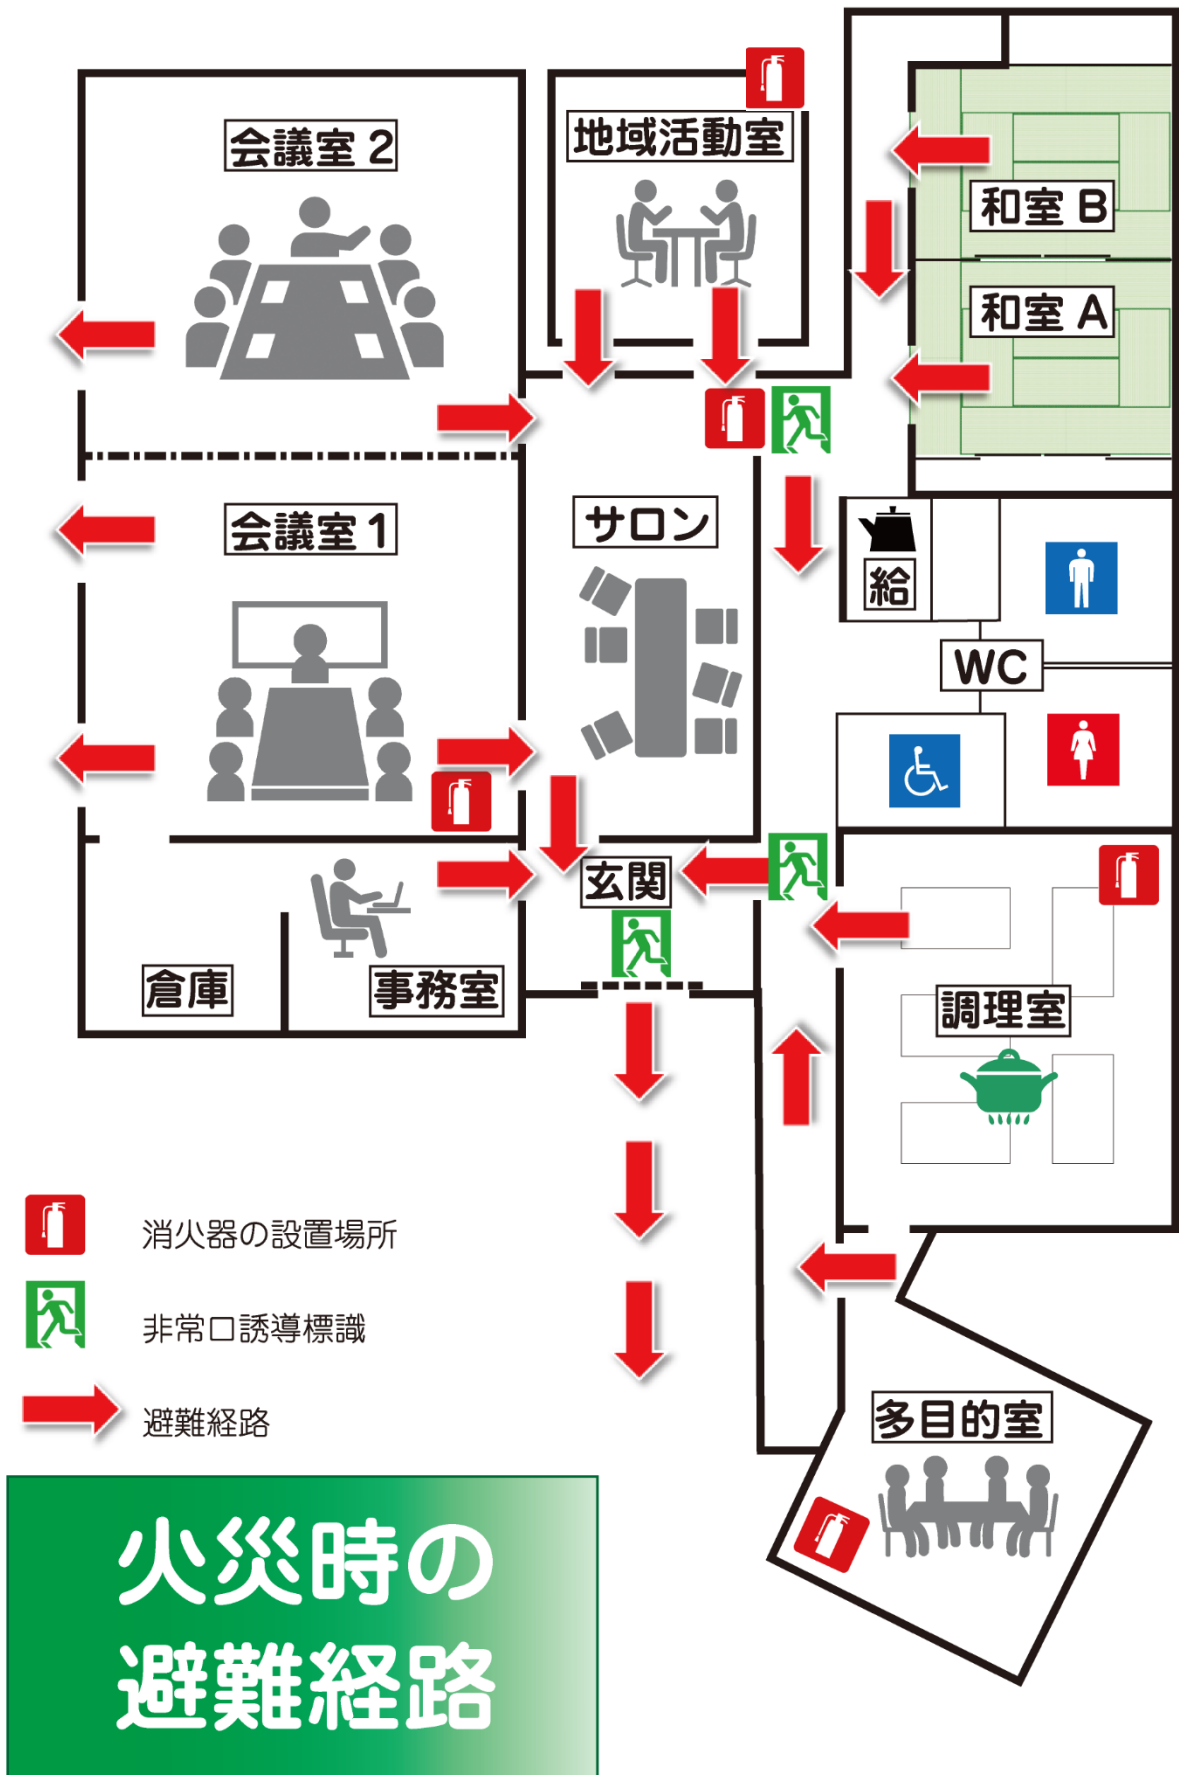 会議室 2
地域活動室
和室 B
和室 A
会議室 1
サロン
給
WC
玄関
倉庫
事務室
調理室
消火器の設置場所
非常口誘導標識
避難経路
多目的室
火災時の
避難経路